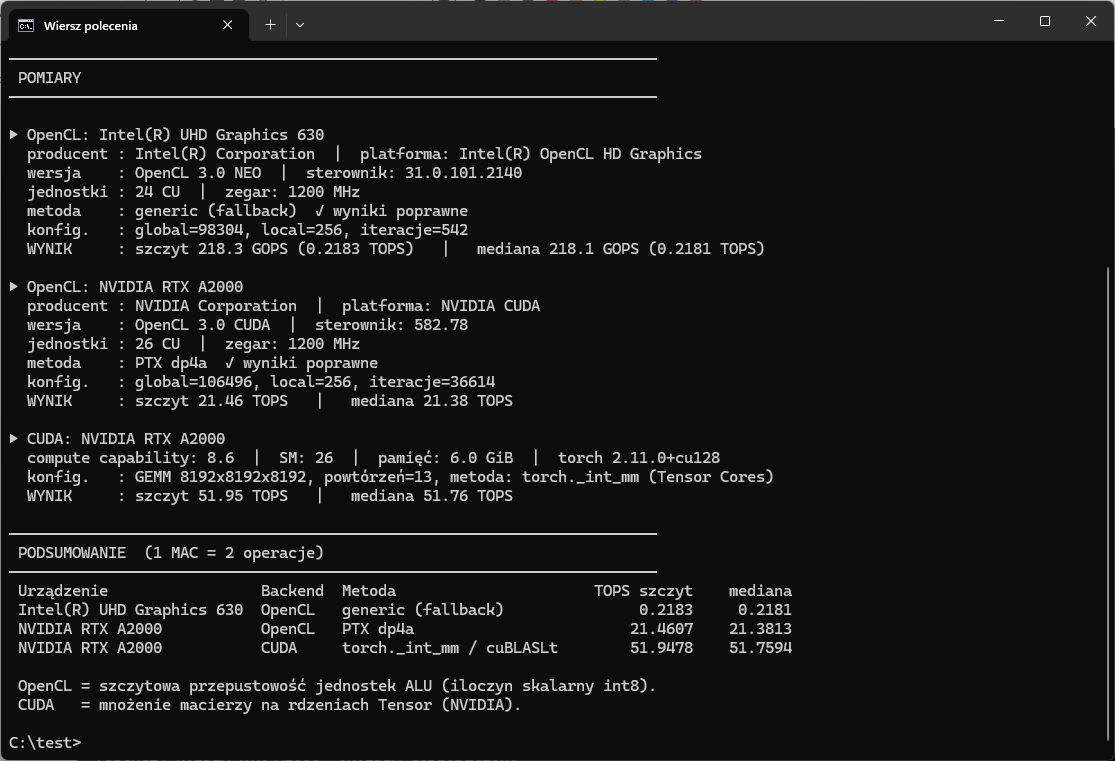 Wiersz polecenia
POMIARY
► OpenCL: Intel(R) UHD Graphics 630
producent : Intel(R) Corporation | platforma: Intel(R) OpenCL HD Graphics
wersja : OpenCL 3.0 NEO | sterownik: 31.0.101.2140
jednostki : 24 CU | zegar: 1200 MHz
metoda : generic (fallback) √ wyniki poprawne
konfig. : global=98304, local=256, iteracje=542
WYNIK : szczyt 218.3 GOPS (0.2183 TOPS) | mediana 218.1 GOPS (0.2181 TOPS)
► OpenCL: NVIDIA RTX A2000
producent : NVIDIA Corporation | platforma: NVIDIA CUDA
wersja : OpenCL 3.0 CUDA | sterownik: 582.78
jednostki : 26 CU | zegar: 1200 MHz
metoda : PTX dp4a √ wyniki poprawne
konfig. : global=106496, local=256, iteracje=36614
WYNIK : szczyt 21.46 TOPS | mediana 21.38 TOPS
► CUDA: NVIDIA RTX A2000
compute capability: 8.6 | SM: 26 | pamięć: 6.0 GiB | torch 2.11.0+cu128
konfig. : GEMM 8192x8192x8192, powtórzeń=13, metoda: torch._int_mm (Tensor Cores)
WYNIK : szczyt 51.95 TOPS | mediana 51.76 TOPS
PODSUMOWANIE (1 MAC = 2 operacje)
Urządzenie Backend Metoda TOPS szczyt mediana
Intel(R) UHD Graphics 630 OpenCL generic (fallback) 0.2183 0.2181
NVIDIA RTX A2000 OpenCL PTX dp4a 21.4607 21.3813
NVIDIA RTX A2000 CUDA torch._int_mm / cuBLASLt 51.9478 51.7594
OpenCL = szczytowa przepustowość jednostek ALU (iloczyn skalarny int8).
CUDA = mnożenie macierzy na rdzeniach Tensor (NVIDIA).
C:\test>